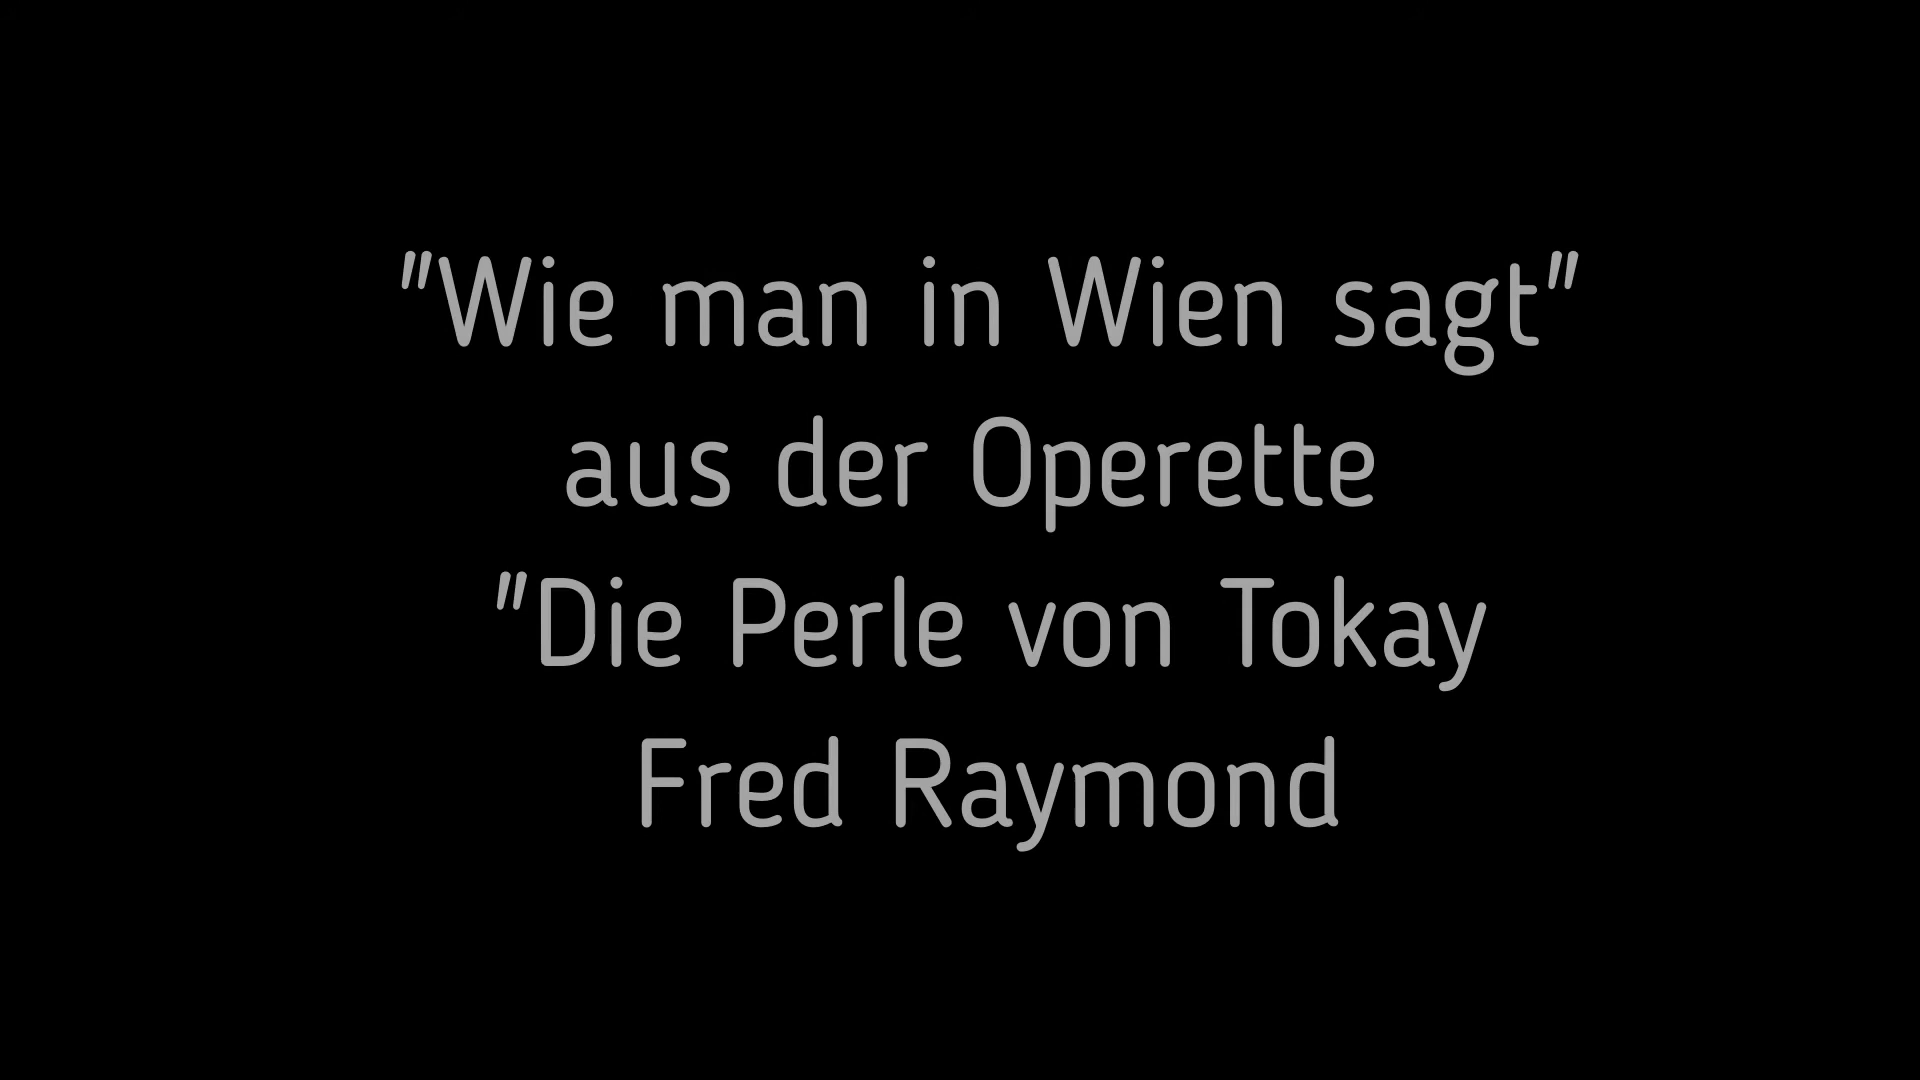 "Wie man in Wien sagt"
aus der Operette
"Die Perle von Tokay
Fred Raymond